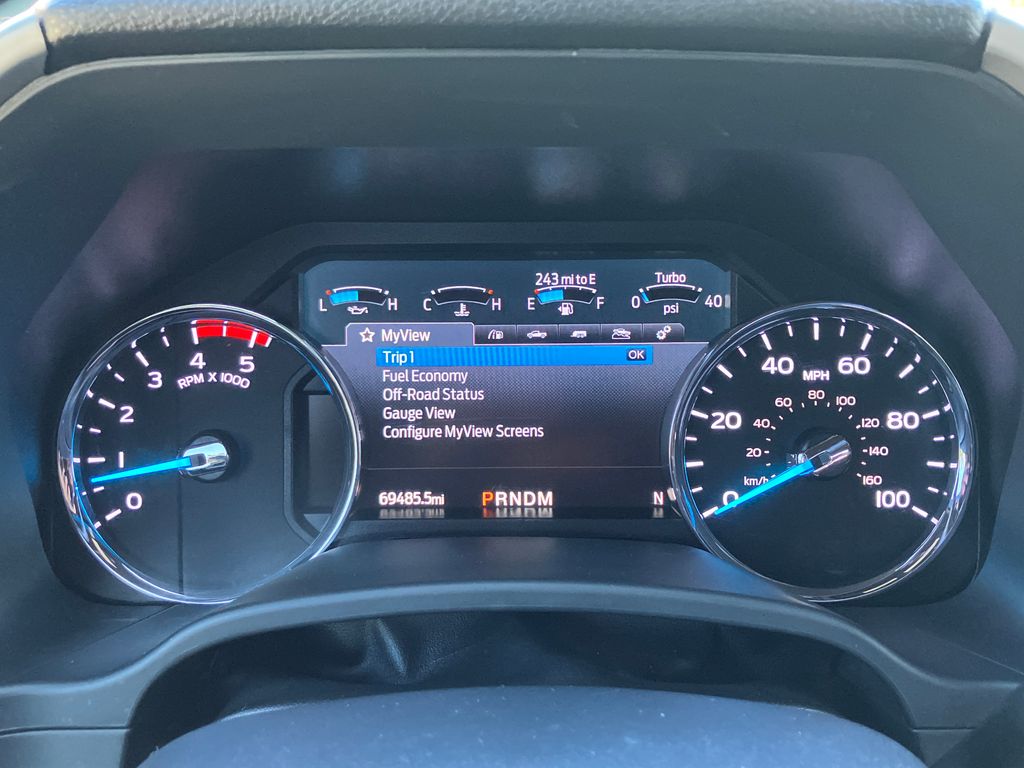 243 mi to E
Turbo
L H
C H
E F
0 40
psi
MyView
Trip 1 OK
Fuel Economy
Off-Road Status
Gauge View
Configure MyView Screens
69485.5 mi
PRNDM
N
0 1 2 3 4 5
RPM X 1000
0 20 40 60 80 100
MPH
20 40 60 80 100 120 140 160
km/h